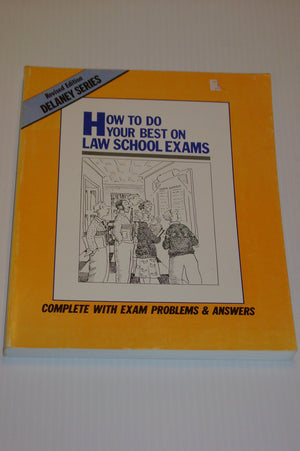 Revised Edition
DELANEY SERIES
HOW TO DO
YOUR BEST ON
LAW SCHOOL EXAMS
COMPLETE WITH EXAM PROBLEMS & ANSWERS